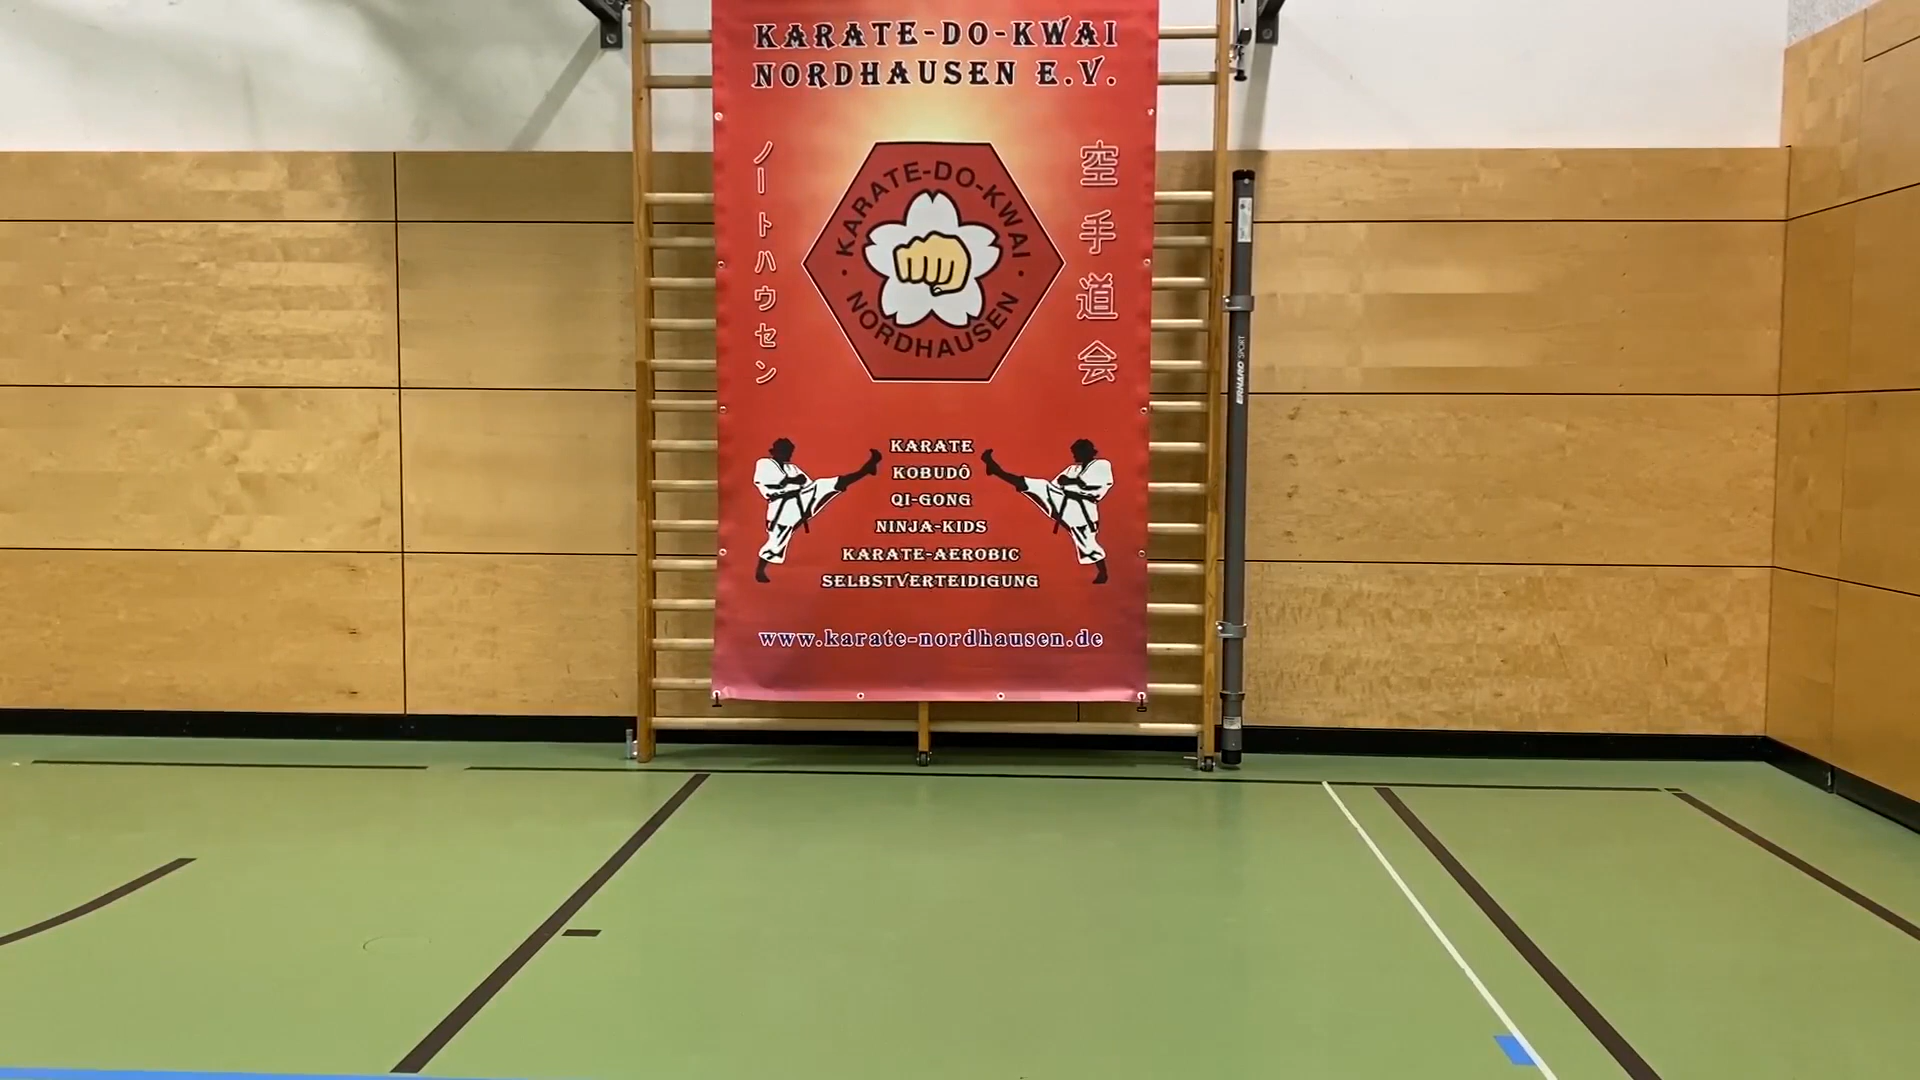 KARATE-DO-KWAI
NORDHAUSEN E.V.
ノートハウセン
空手道会
KARATE-DO-KWAI
· NORDHAUSEN ·
KARATE
KOBUDÔ
QI-GONG
NINJA-KIDS
KARATE-AEROBIC
SELBSTVERTEIDIGUNG
www.karate-nordhausen.de
ERHARD SPORT